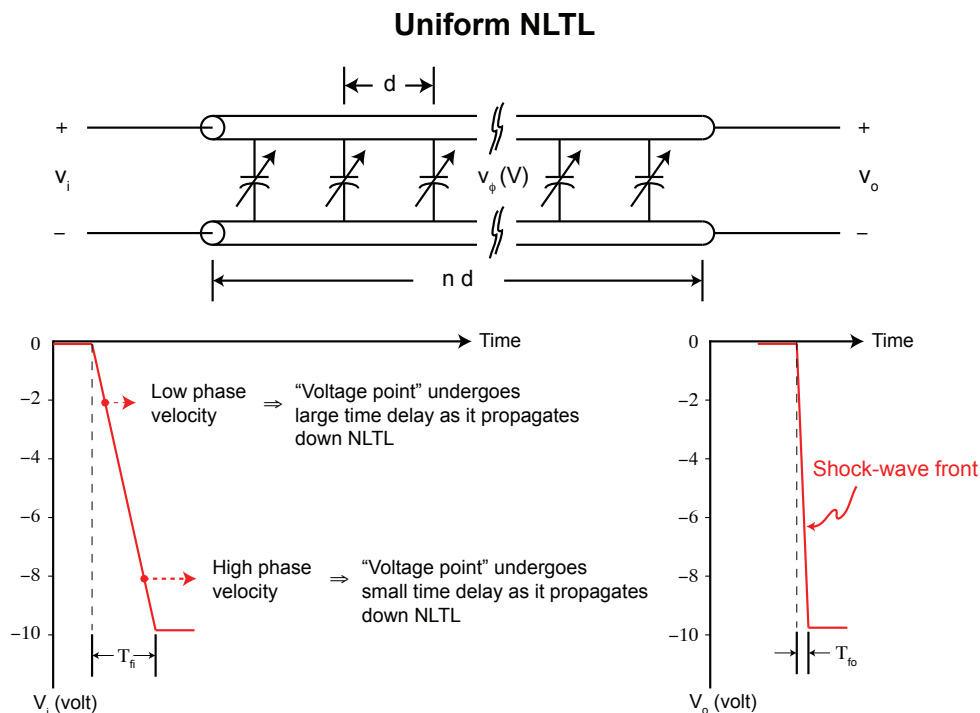 Uniform NLTL
d
+ +
v_i v_ϕ(V) v_o
– –
n d
0 Time
−2 Low phase velocity ⇒ “Voltage point” undergoes large time delay as it propagates down NLTL
−4
−6
−8 High phase velocity ⇒ “Voltage point” undergoes small time delay as it propagates down NLTL
−10
T_fi
V_i (volt)
0 Time
−2
−4
Shock-wave front
−6
−8
−10
T_fo
V_o (volt)